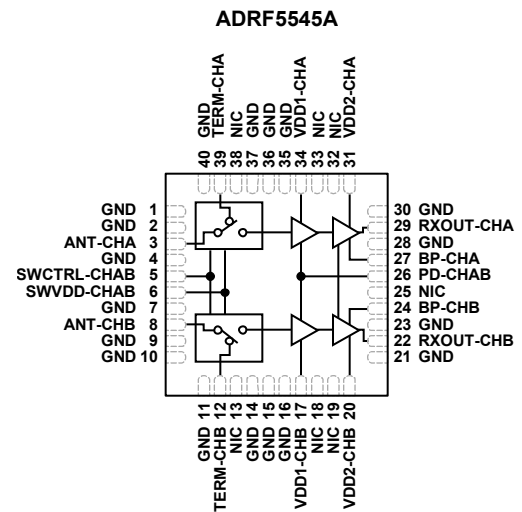 ADRF5545A
40 GND
39 TERM-CHA
38 NIC
37 GND
36 GND
35 GND
34 VDD1-CHA
33 NIC
32 NIC
31 VDD2-CHA
GND 1
GND 2
ANT-CHA 3
GND 4
SWCTRL-CHAB 5
SWVDD-CHAB 6
GND 7
ANT-CHB 8
GND 9
GND 10
30 GND
29 RXOUT-CHA
28 GND
27 BP-CHA
26 PD-CHAB
25 NIC
24 BP-CHB
23 GND
22 RXOUT-CHB
21 GND
GND 11
TERM-CHB 12
NIC 13
GND 14
GND 15
GND 16
VDD1-CHB 17
NIC 18
NIC 19
VDD2-CHB 20